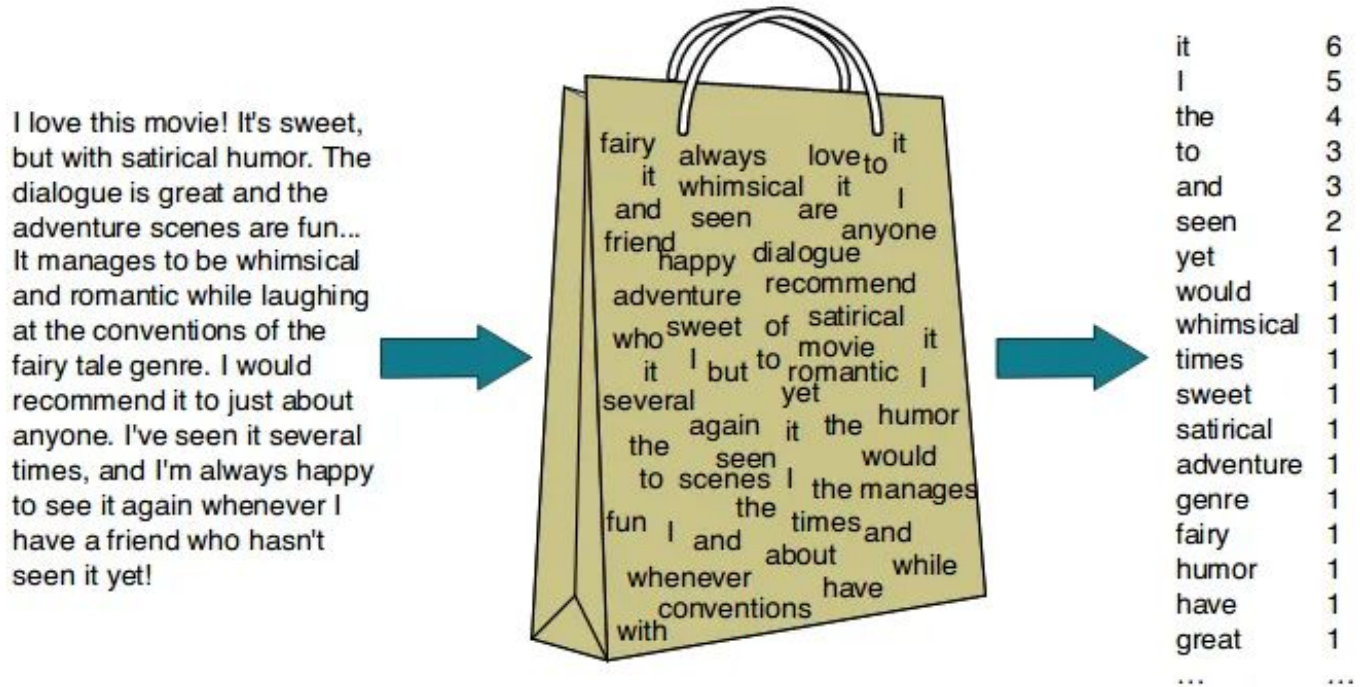 I love this movie! It's sweet,
but with satirical humor. The
dialogue is great and the
adventure scenes are fun...
It manages to be whimsical
and romantic while laughing
at the conventions of the
fairy tale genre. I would
recommend it to just about
anyone. I've seen it several
times, and I'm always happy
to see it again whenever I
have a friend who hasn't
seen it yet!
fairy always love to it
it whimsical it I
and seen are anyone
friend happy dialogue
adventure recommend
who sweet of satirical it
it I but to movie romantic I
several yet
again it the humor
the seen would
to scenes I the manages
the times and
fun I and about
whenever have while
conventions
with
it 6
I 5
the 4
to 3
and 3
seen 2
yet 1
would 1
whimsical 1
times 1
sweet 1
satirical 1
adventure 1
genre 1
fairy 1
humor 1
have 1
great 1
... ...